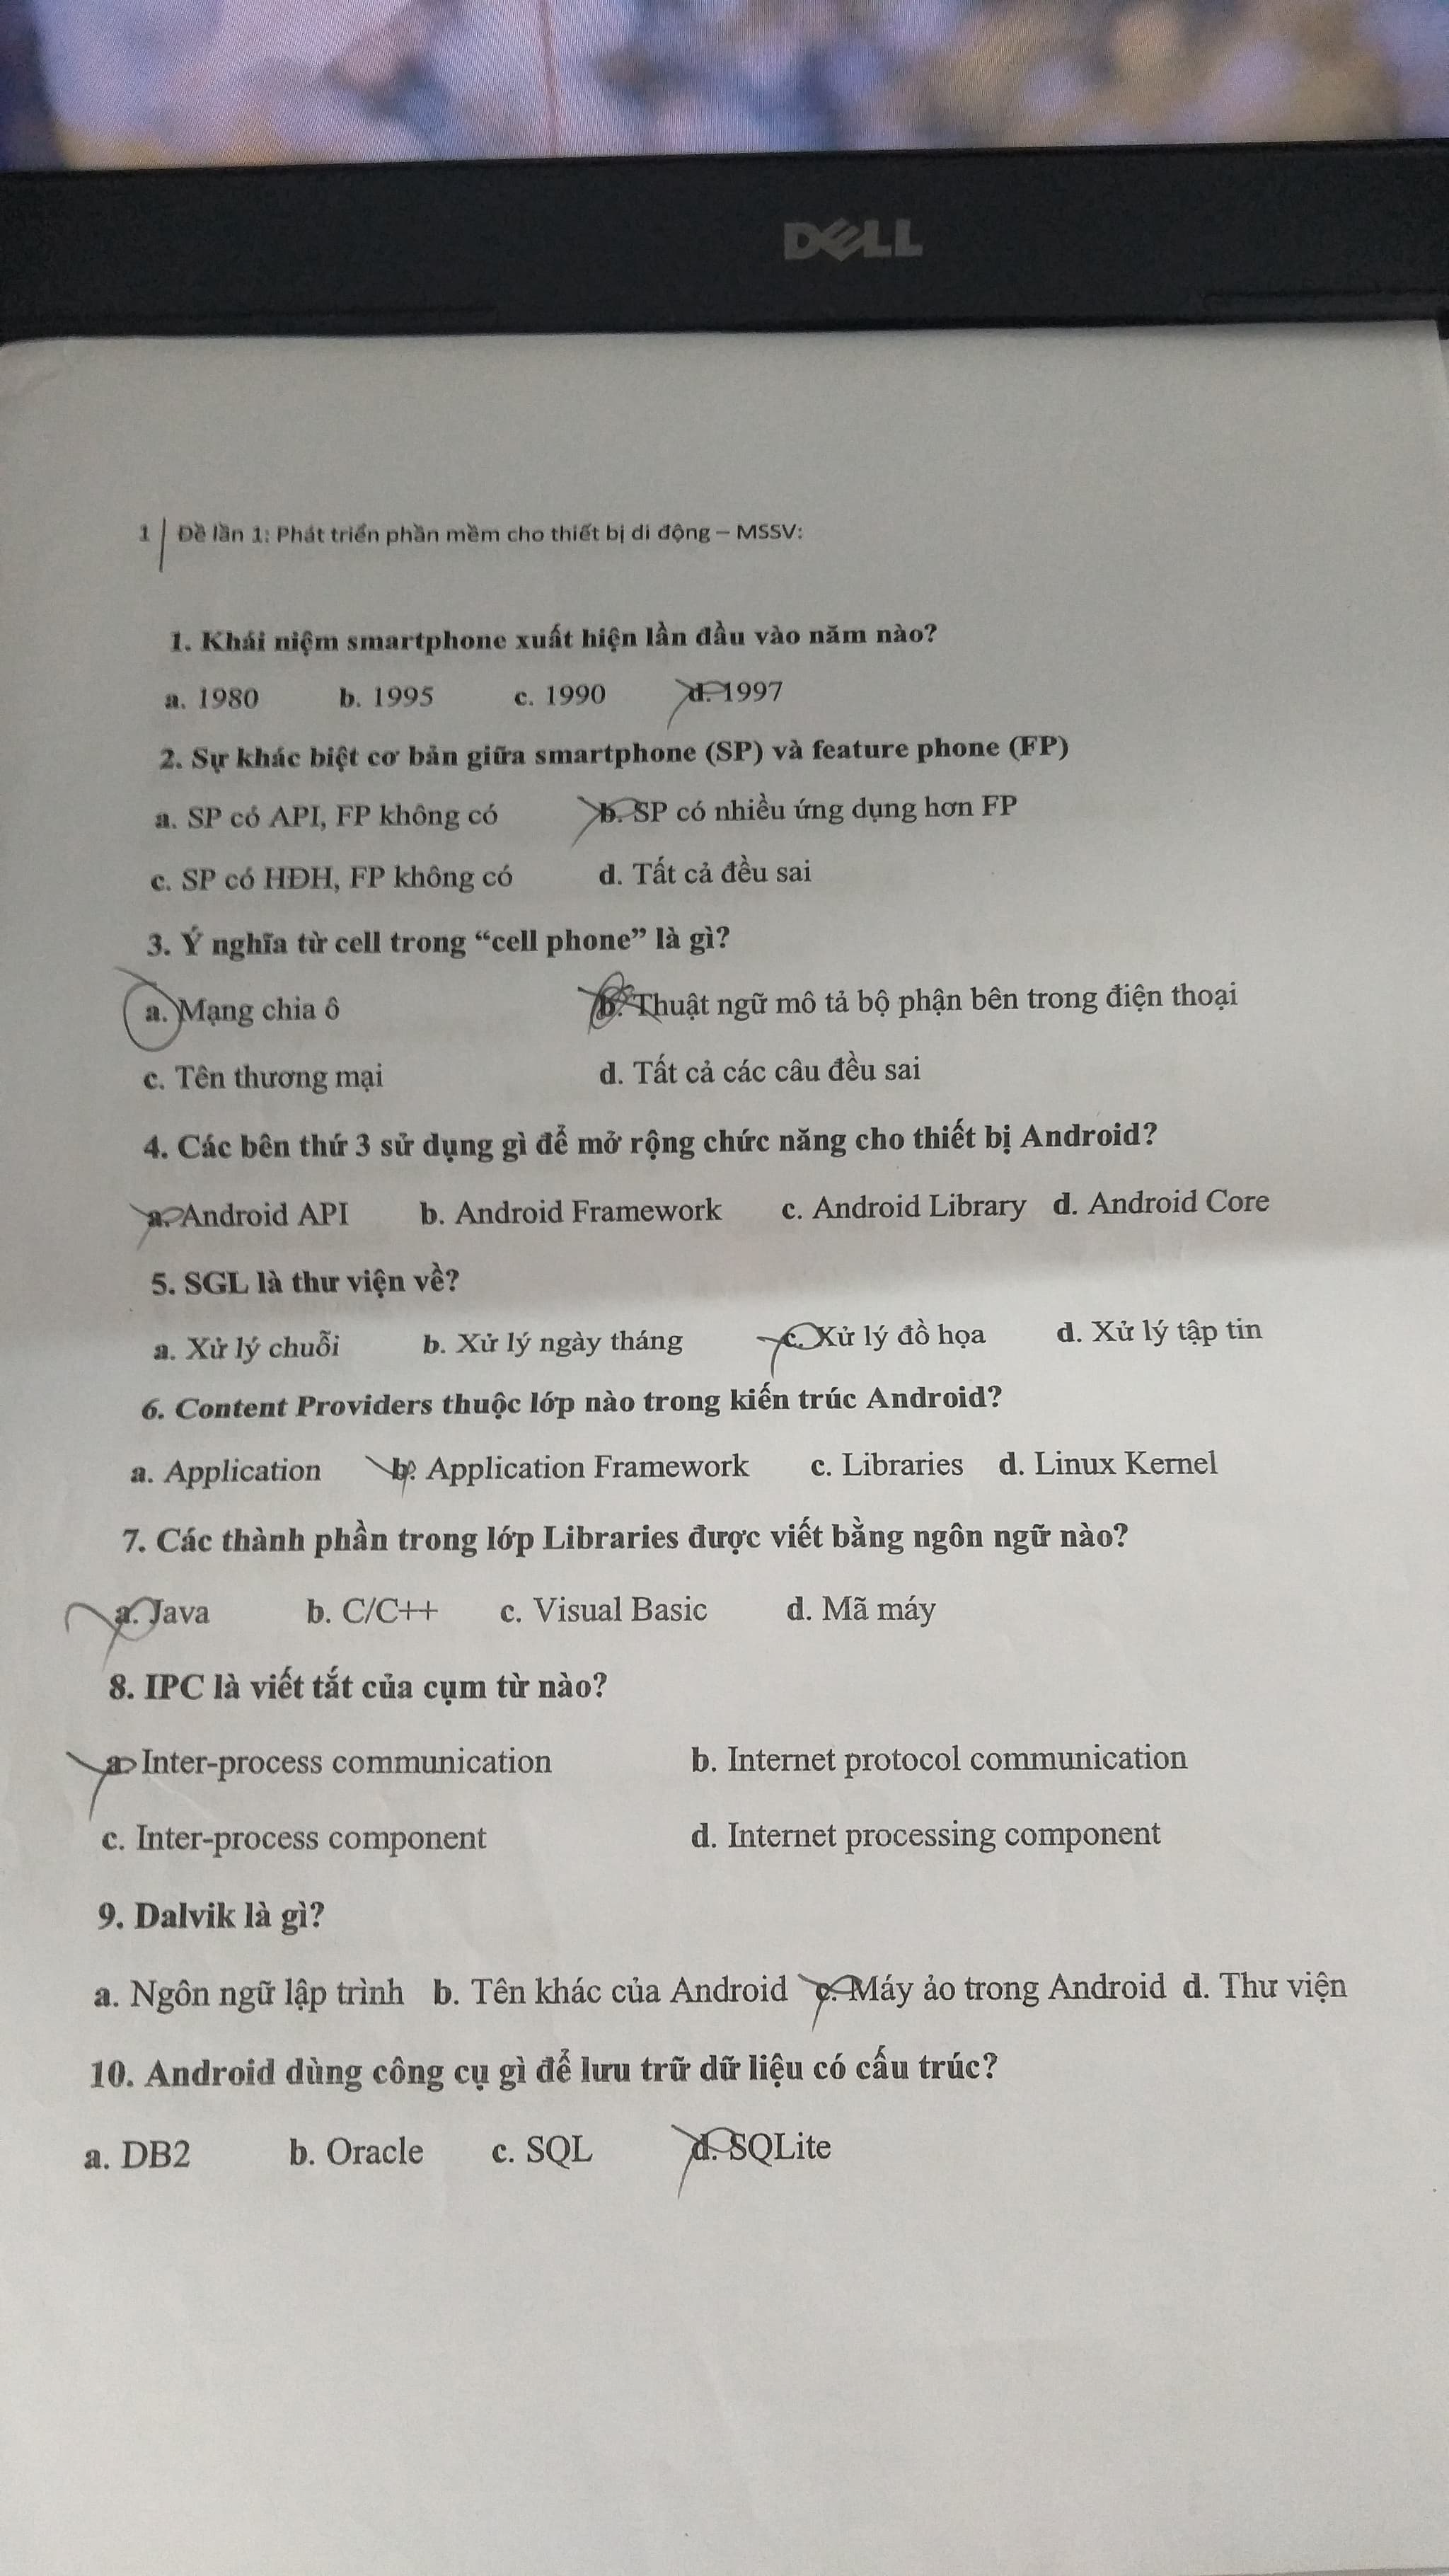 DELL
1 | Đề lần 1: Phát triển phần mềm cho thiết bị di động – MSSV:
1. Khái niệm smartphone xuất hiện lần đầu vào năm nào?
a. 1980 b. 1995 c. 1990 d. 1997
2. Sự khác biệt cơ bản giữa smartphone (SP) và feature phone (FP)
a. SP có API, FP không có b. SP có nhiều ứng dụng hơn FP
c. SP có HĐH, FP không có d. Tất cả đều sai
3. Ý nghĩa từ cell trong “cell phone” là gì?
a. Mạng chia ô b. Thuật ngữ mô tả bộ phận bên trong điện thoại
c. Tên thương mại d. Tất cả các câu đều sai
4. Các bên thứ 3 sử dụng gì để mở rộng chức năng cho thiết bị Android?
a. Android API b. Android Framework c. Android Library d. Android Core
5. SGL là thư viện về?
a. Xử lý chuỗi b. Xử lý ngày tháng c. Xử lý đồ họa d. Xử lý tập tin
6. Content Providers thuộc lớp nào trong kiến trúc Android?
a. Application b. Application Framework c. Libraries d. Linux Kernel
7. Các thành phần trong lớp Libraries được viết bằng ngôn ngữ nào?
a. Java b. C/C++ c. Visual Basic d. Mã máy
8. IPC là viết tắt của cụm từ nào?
a. Inter-process communication b. Internet protocol communication
c. Inter-process component d. Internet processing component
9. Dalvik là gì?
a. Ngôn ngữ lập trình b. Tên khác của Android c. Máy ảo trong Android d. Thư viện
10. Android dùng công cụ gì để lưu trữ dữ liệu có cấu trúc?
a. DB2 b. Oracle c. SQL d. SQLite